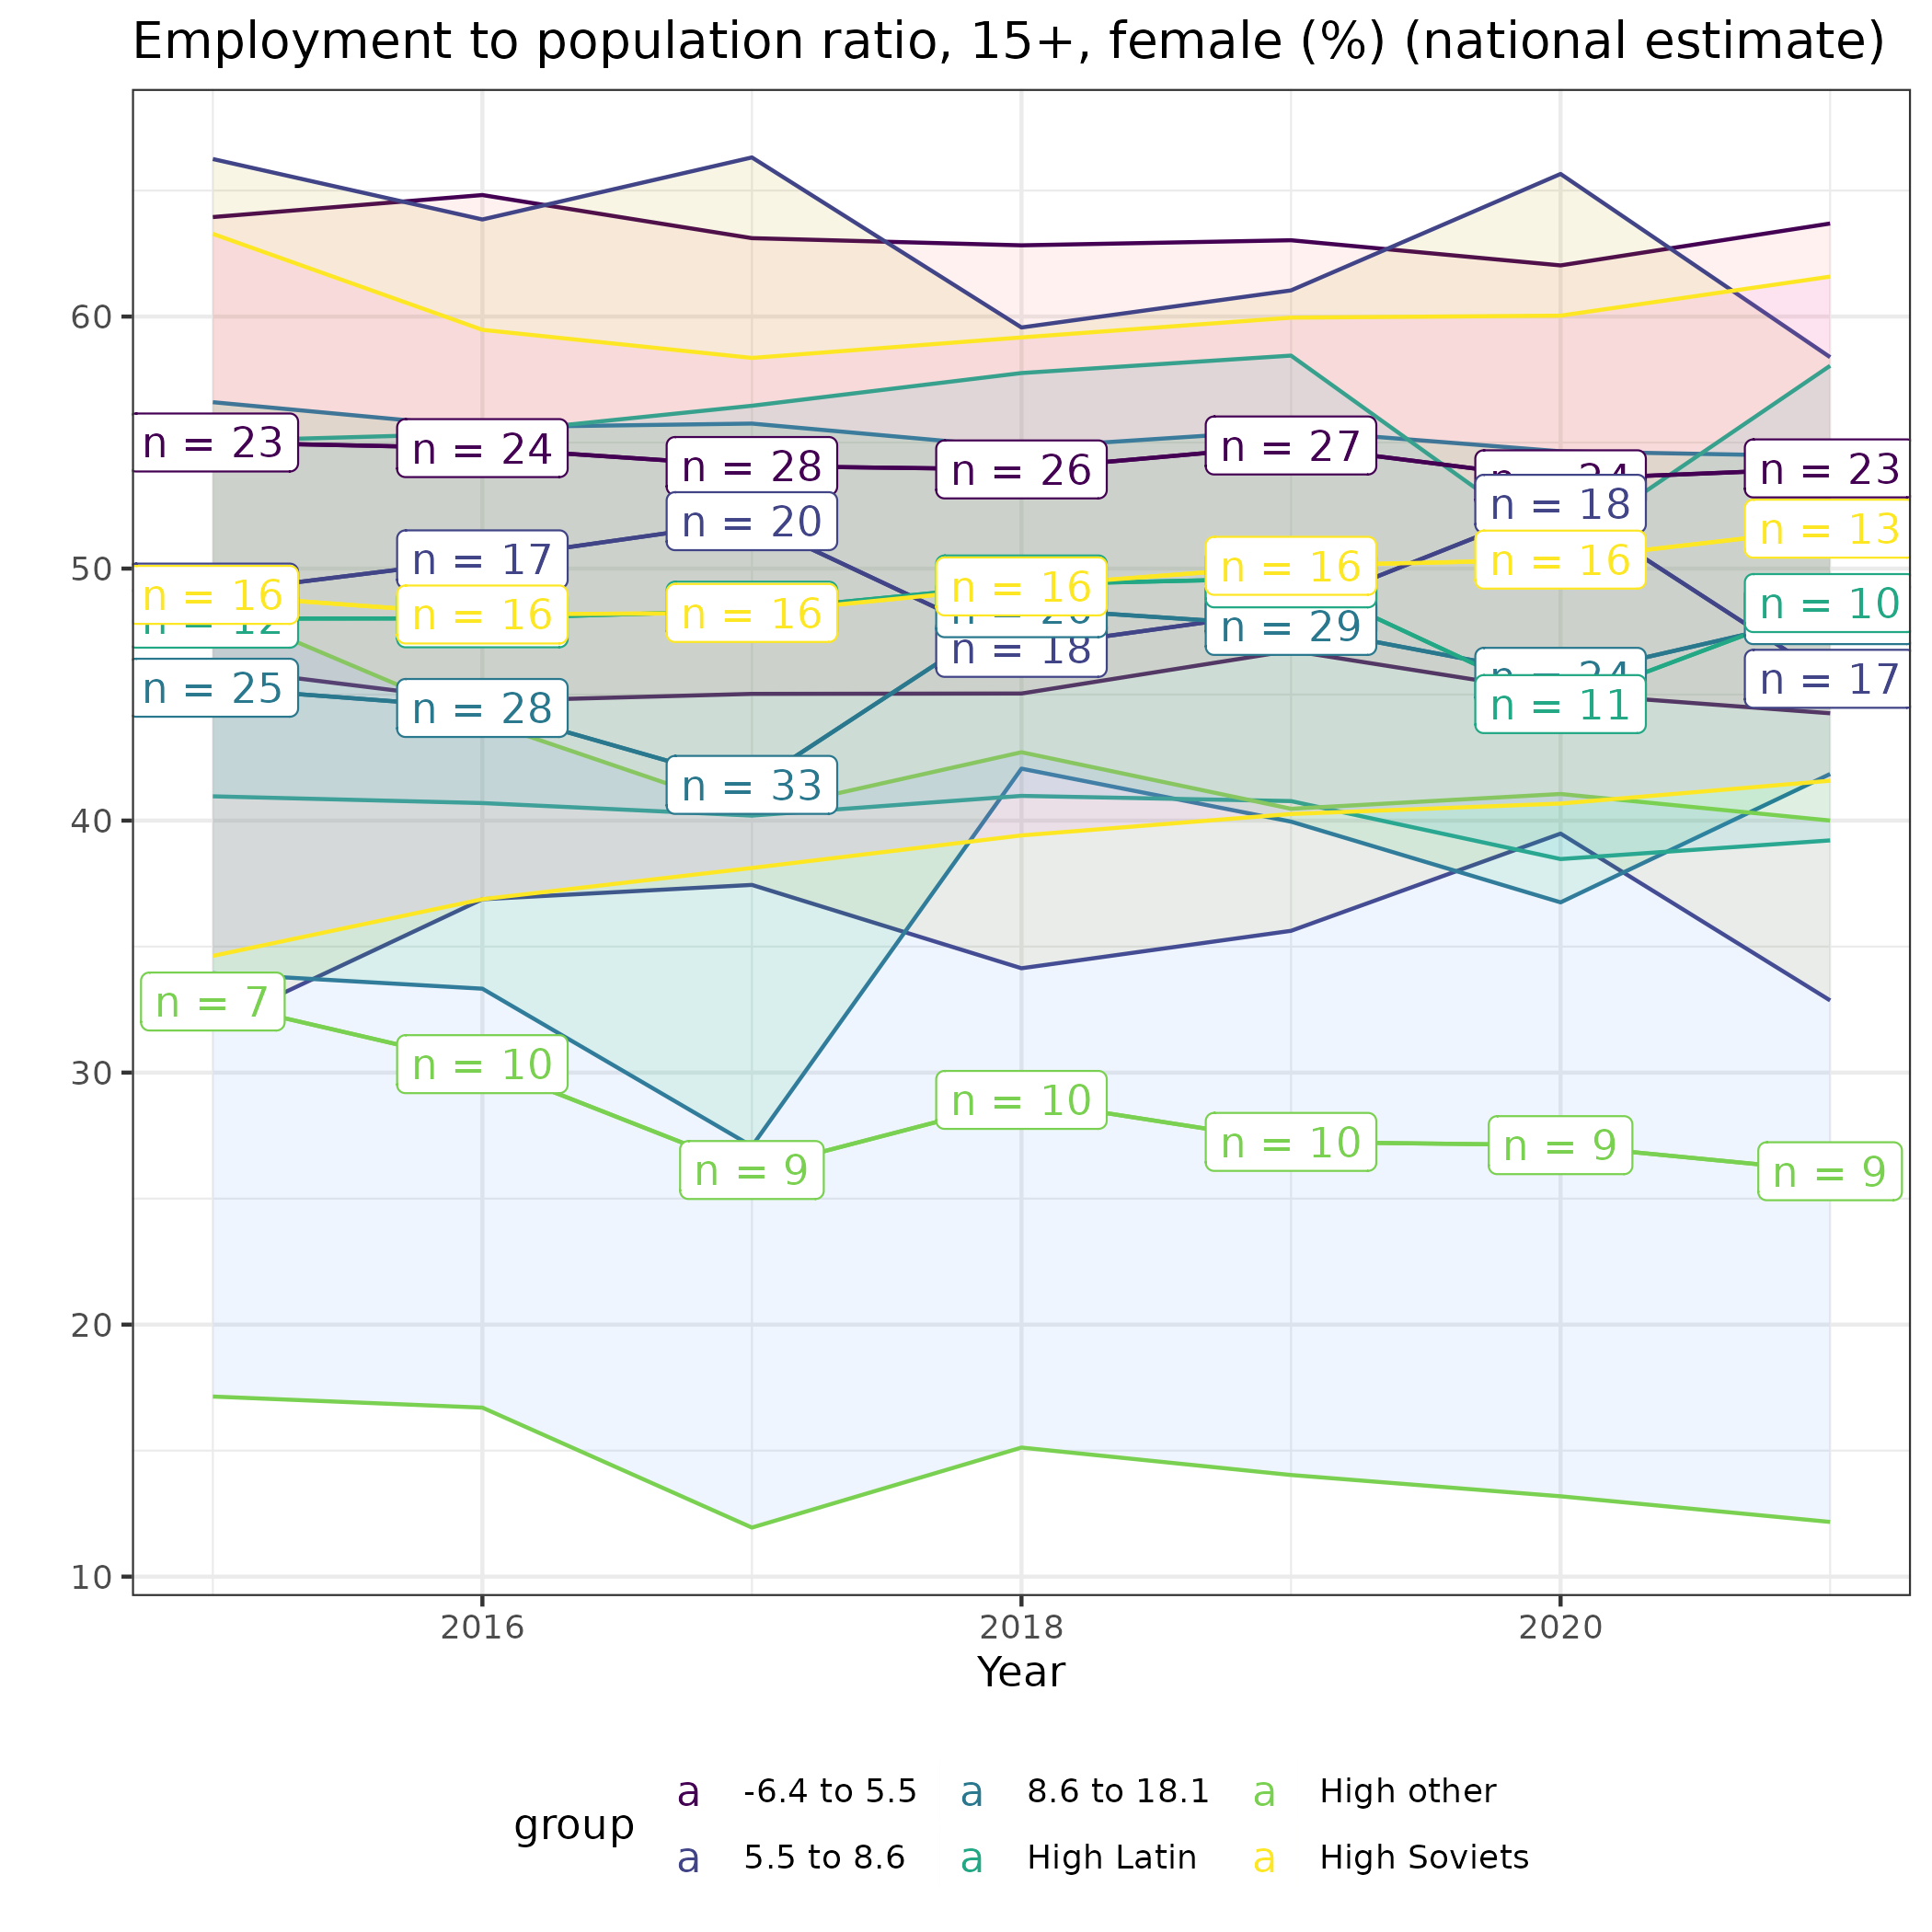 Employment to population ratio, 15+, female (%) (national estimate)
60
50
40
30
20
10
n = 23
n = 24
n = 28
n = 26
n = 27
n = 24
n = 23
n = 17
n = 20
n = 18
n = 18
n = 17
n = 16
n = 16
n = 16
n = 16
n = 16
n = 16
n = 13
n = 12
n = 11
n = 10
n = 25
n = 28
n = 33
n = 29
n = 24
n = 7
n = 10
n = 9
n = 10
n = 10
n = 9
n = 9
2016
2018
2020
Year
group
a -6.4 to 5.5
a 8.6 to 18.1
a High other
a 5.5 to 8.6
a High Latin
a High Soviets